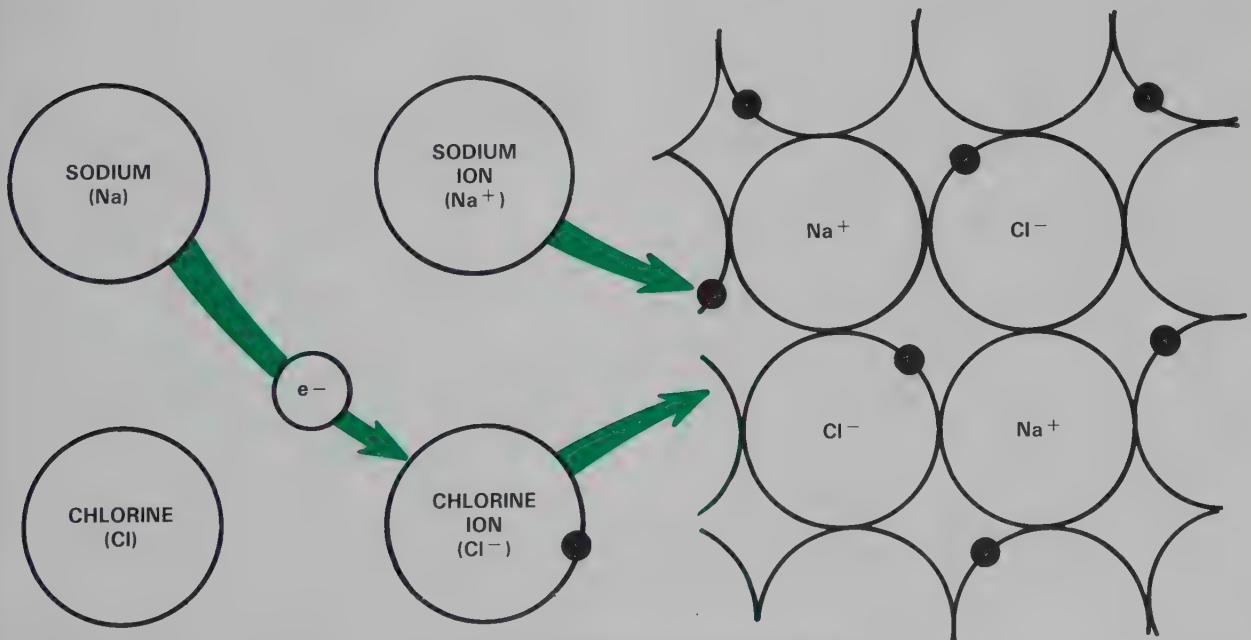 SODIUM
(Na)
SODIUM
ION
(Na+)
e−
CHLORINE
(Cl)
CHLORINE
ION
(Cl−)
Na+
Cl−
Cl−
Na+